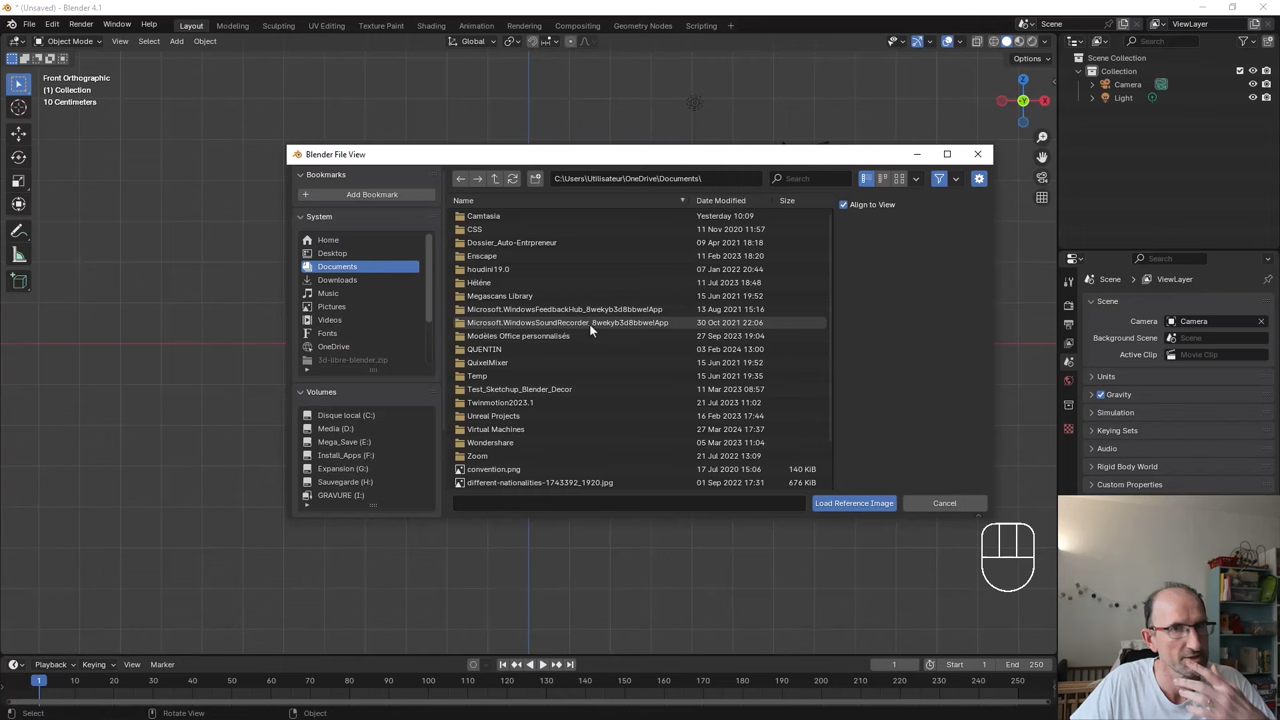 * (Unsaved) - Blender 4.1
File Edit Render Window Help Layout Modeling Sculpting UV Editing Texture Paint Shading Animation Rendering Compositing Geometry Nodes Scripting Scene ViewLayer
Object Mode View Select Add Object Global Search
Options
Front Orthographic
(1) Collection
10 Centimeters
Z
X
-Y
Scene Collection
Collection
Camera
Light
Blender File View
Bookmarks
Add Bookmark
System
Home
Desktop
Documents
Downloads
Music
Pictures
Videos
Fonts
OneDrive
3d-libre-blender.zip
Volumes
Disque local (C:)
Media (D:)
Mega_Save (E:)
Install_Apps (F:)
Expansion (G:)
Sauvegarde (H:)
GRAVURE (I:)
C:\Users\Utilisateur\OneDrive\Documents\ Search
Name Date Modified Size
Camtasia Yesterday 10:09
CSS 11 Nov 2020 11:57
Dossier_Auto-Entrpreneur 09 Apr 2021 18:18
Enscape 11 Feb 2023 18:20
houdini19.0 07 Jan 2022 20:44
Héléne 11 Jul 2023 18:48
Megascans Library 15 Jun 2021 19:52
Microsoft.WindowsFeedbackHub_8wekyb3d8bbwe!App 13 Aug 2021 15:16
Microsoft.WindowsSoundRecorder_8wekyb3d8bbwe!App 30 Oct 2021 22:06
Modèles Office personnalisés 27 Sep 2023 19:04
QUENTIN 03 Feb 2024 13:00
QuixelMixer 15 Jun 2021 19:52
Temp 15 Jun 2021 19:35
Test_Sketchup_Blender_Decor 11 Mar 2023 08:57
Twinmotion2023.1 21 Jul 2023 11:02
Unreal Projects 16 Feb 2023 17:44
Virtual Machines 27 Mar 2024 17:37
Wondershare 05 Mar 2023 11:04
Zoom 21 Jul 2022 13:09
convention.png 17 Jul 2020 15:06 140 KiB
different-nationalities-1743392_1920.jpg 01 Sep 2022 17:31 676 KiB
Align to View
Load Reference Image Cancel
Search
Scene ViewLayer
Scene
Camera Camera
Background Scene Scene
Active Clip Movie Clip
Units
Gravity
Simulation
Keying Sets
Audio
Rigid Body World
Custom Properties
Playback Keying View Marker 1 Start 1 End 250
1 10 20 30 40 50 60 70 80 90 100 110 120 130 140 150 160 170 180 190 200 210 220 230 240 250
Select Rotate View Object